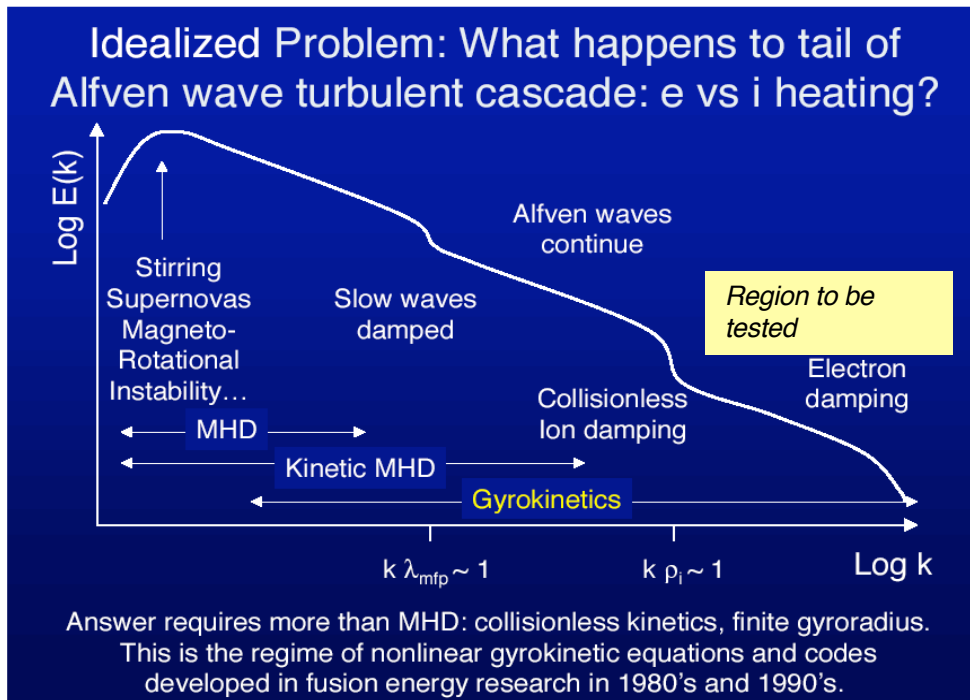 Idealized Problem: What happens to tail of
Alfven wave turbulent cascade: e vs i heating?
Log E(k)
Alfven waves
continue
Stirring
Supernovas
Magneto-
Rotational
Instability…
Slow waves
damped
Region to be
tested
Electron
damping
Collisionless
Ion damping
MHD
Kinetic MHD
Gyrokinetics
k λmfp ~ 1
k ρi ~ 1
Log k
Answer requires more than MHD: collisionless kinetics, finite gyroradius.
This is the regime of nonlinear gyrokinetic equations and codes
developed in fusion energy research in 1980's and 1990's.